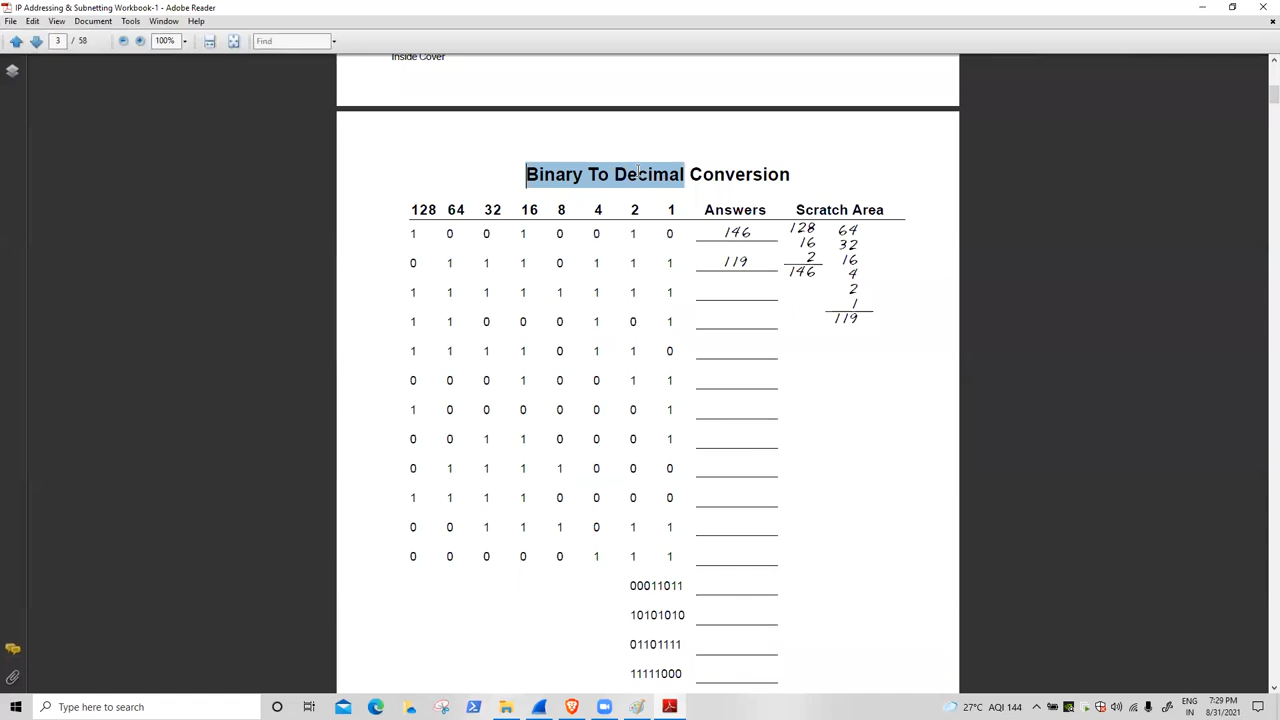 IP Addressing & Subnetting Workbook-1 - Adobe Reader
File Edit View Document Tools Window Help
3 / 58 100% Find
Inside Cover
Binary To Decimal Conversion
128 64 32 16 8 4 2 1 Answers Scratch Area
1 0 0 1 0 0 1 0 146 128 64
16 32
0 1 1 1 0 1 1 1 119 2 16
146 4
1 1 1 1 1 1 1 1 2
1
1 1 0 0 0 1 0 1 119
1 1 1 1 0 1 1 0
0 0 0 1 0 0 1 1
1 0 0 0 0 0 0 1
0 0 1 1 0 0 0 1
0 1 1 1 1 0 0 0
1 1 1 1 0 0 0 0
0 0 1 1 1 0 1 1
0 0 0 0 0 1 1 1
00011011
10101010
01101111
11111000
Type here to search 27°C AQI 144 ENG 7:29 PM
IN 8/31/2021